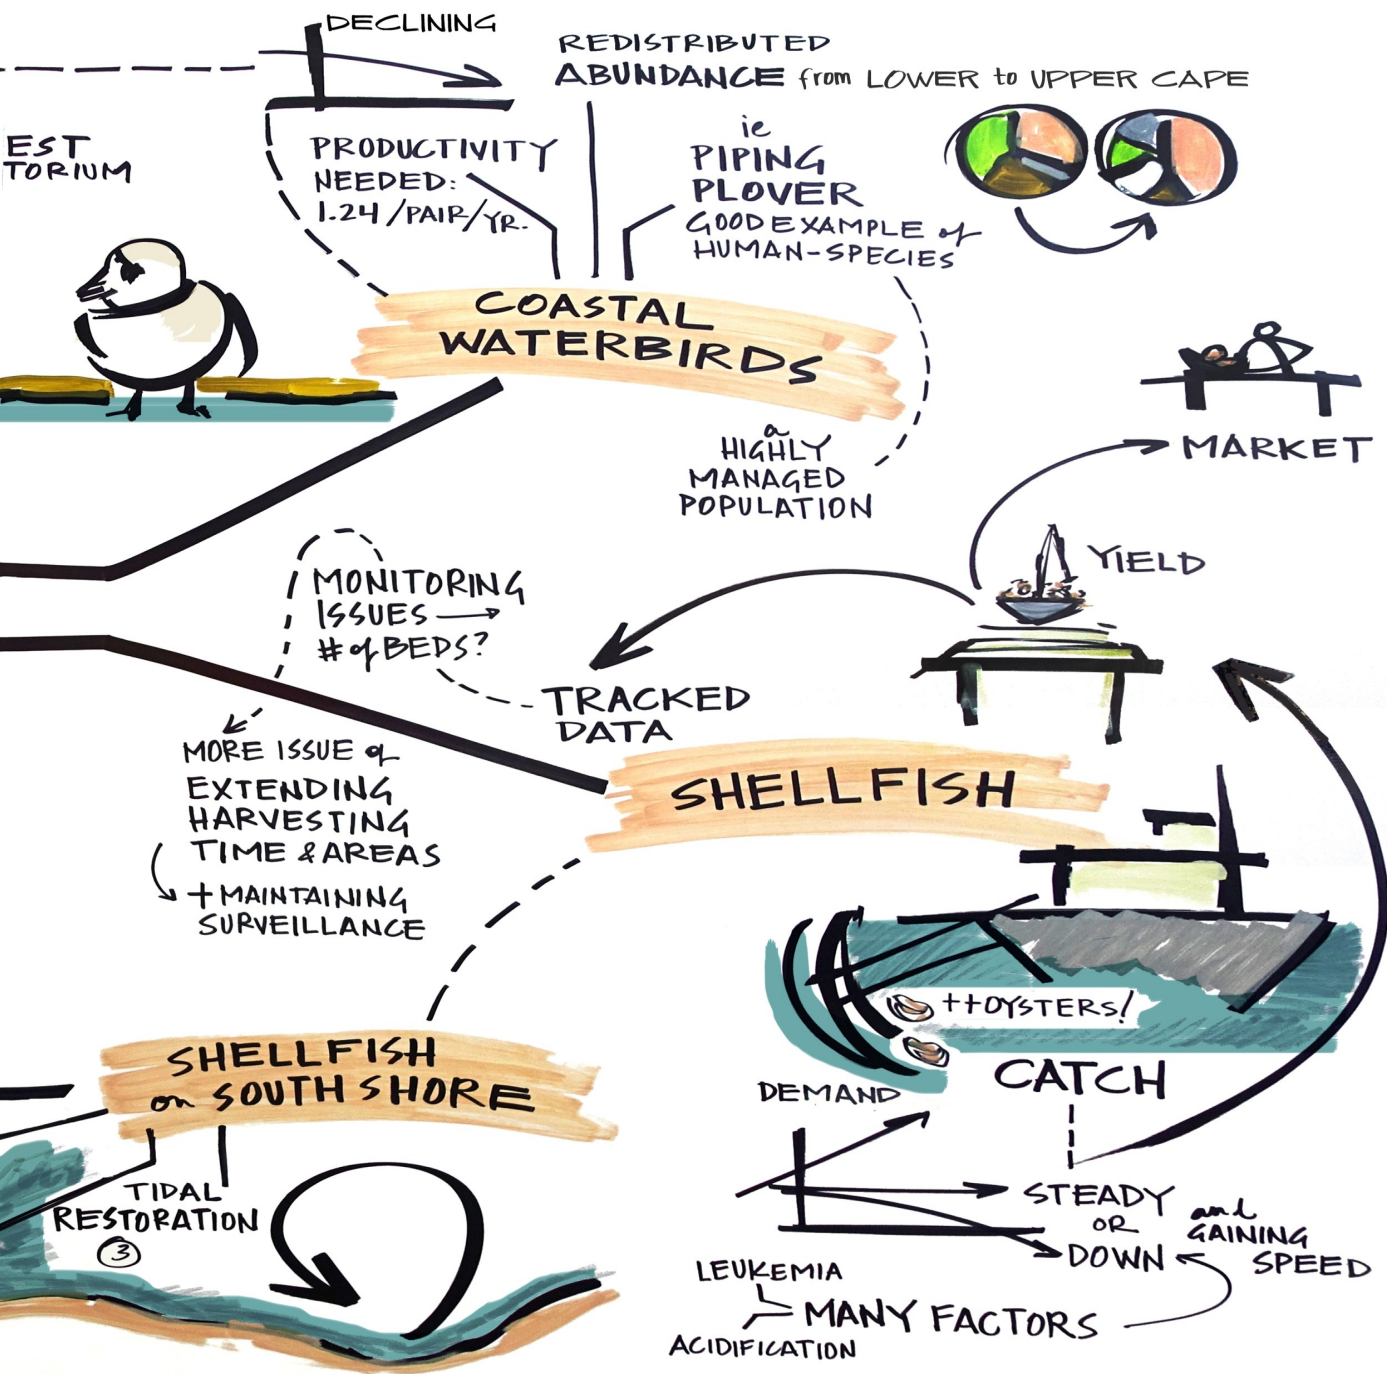 DECLINING
REDISTRIBUTED
ABUNDANCE from LOWER to UPPER CAPE
EST
TORIUM
PRODUCTIVITY
NEEDED:
1.24/PAIR/YR.
ie
PIPING
PLOVER
GOOD EXAMPLE of
HUMAN-SPECIES
COASTAL
WATERBIRDS
a
HIGHLY
MANAGED
POPULATION
MARKET
YIELD
MONITORING
ISSUES →
# of BEDS?
TRACKED
DATA
MORE ISSUE of
EXTENDING
HARVESTING
TIME & AREAS
+ MAINTAINING
SURVEILLANCE
SHELLFISH
++OYSTERS!
CATCH
DEMAND
STEADY
OR
DOWN
and
GAINING
SPEED
LEUKEMIA
MANY FACTORS
ACIDIFICATION
SHELLFISH
on SOUTH SHORE
TIDAL
RESTORATION
3